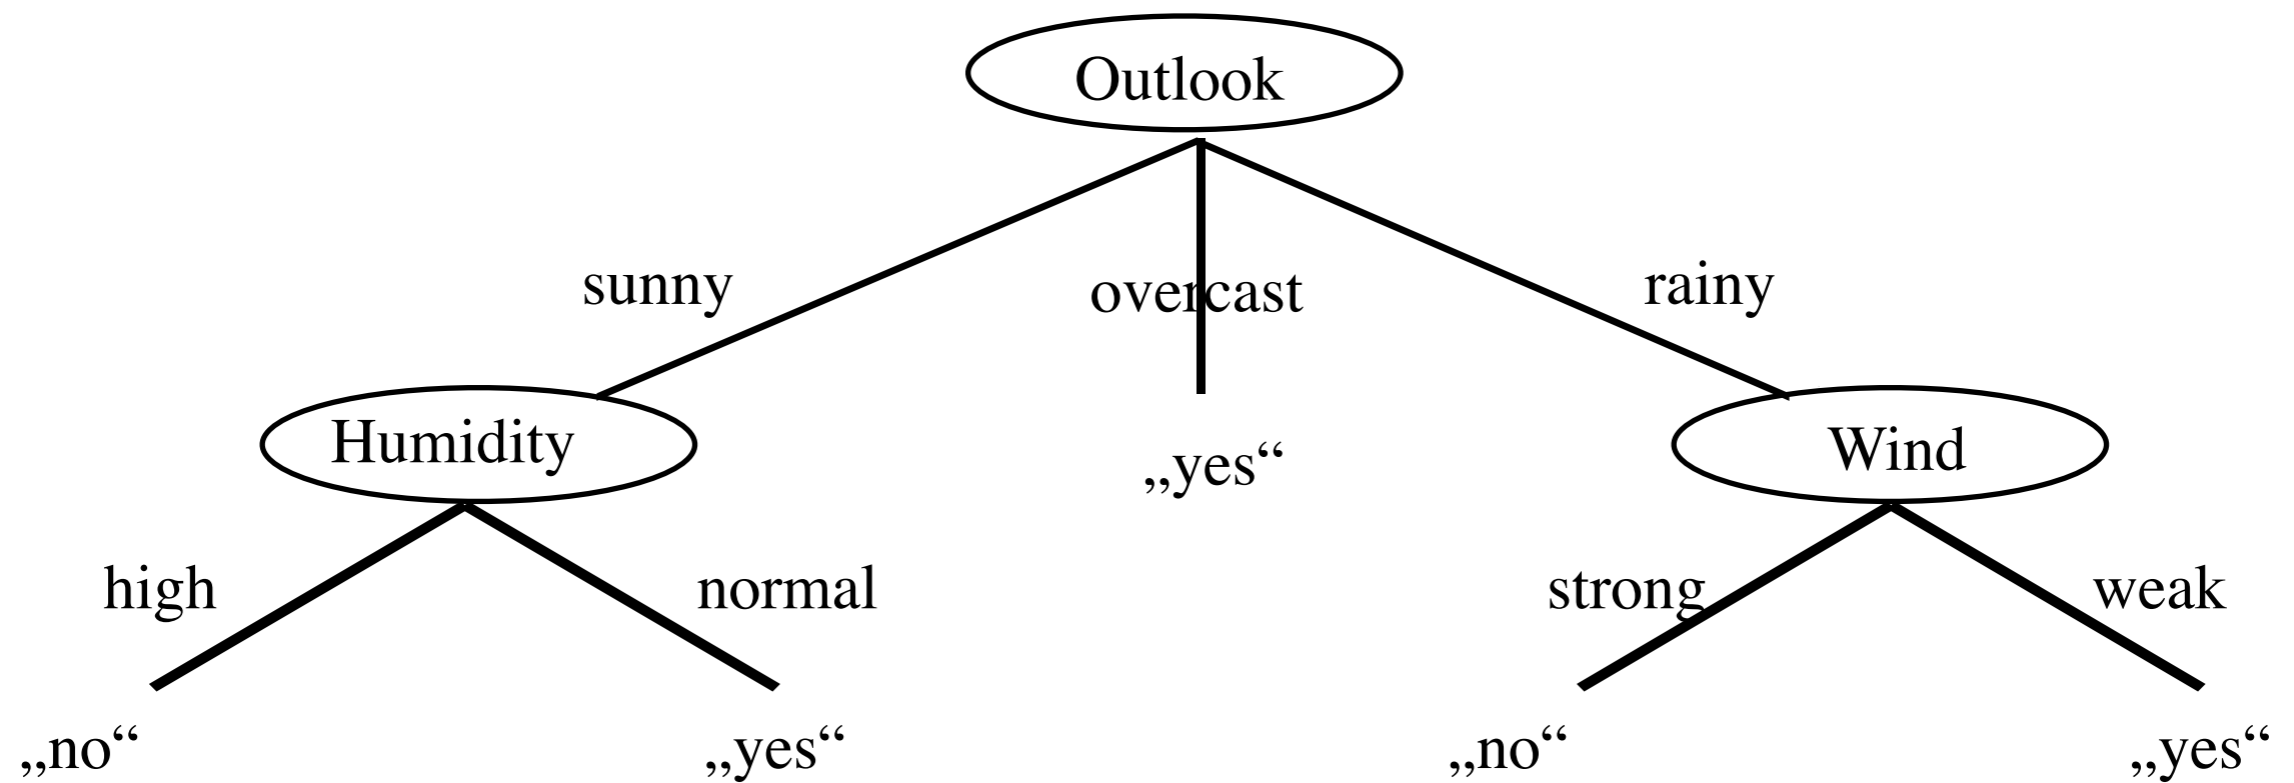 Outlook
sunny
overcast
rainy
Humidity
„yes“
Wind
high
normal
strong
weak
„no“
„yes“
„no“
„yes“